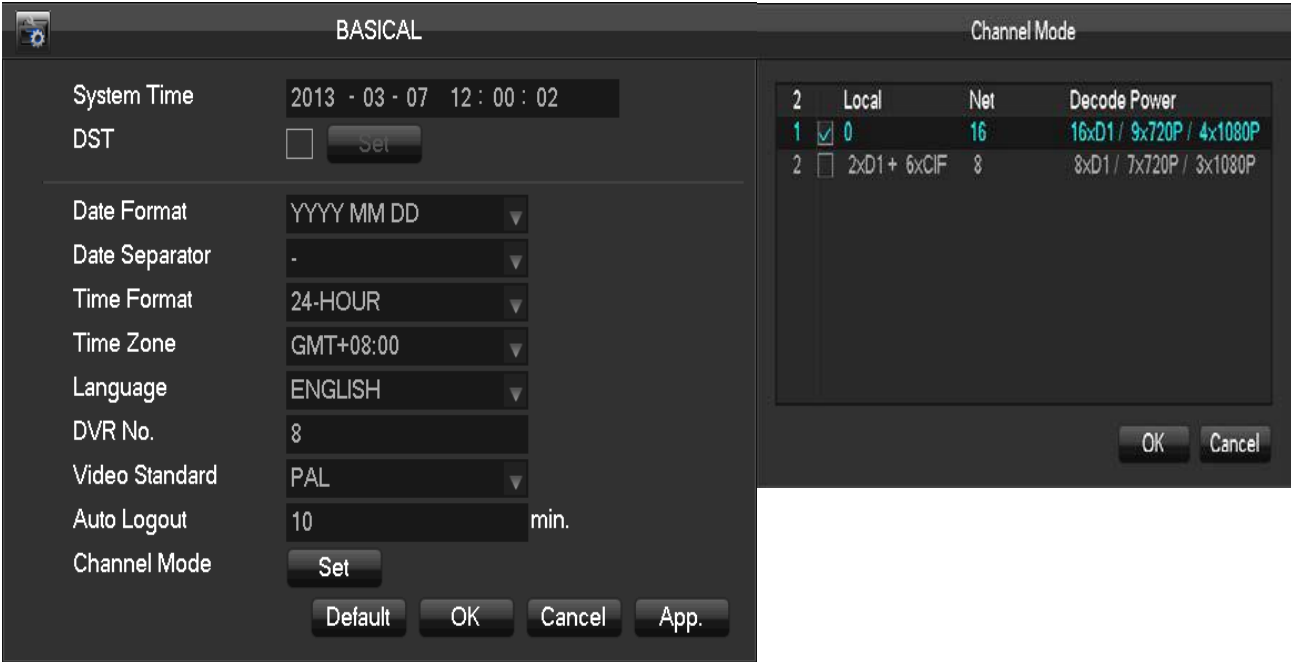 BASICAL
System Time 2013 - 03 - 07 12 : 00 : 02
DST Set
Date Format YYYY MM DD
Date Separator -
Time Format 24-HOUR
Time Zone GMT+08:00
Language ENGLISH
DVR No. 8
Video Standard PAL
Auto Logout 10 min.
Channel Mode Set
Default OK Cancel App.
Channel Mode
2 Local Net Decode Power
1 0 16 16xD1 / 9x720P / 4x1080P
2 2xD1 + 6xCIF 8 8xD1 / 7x720P / 3x1080P
OK Cancel